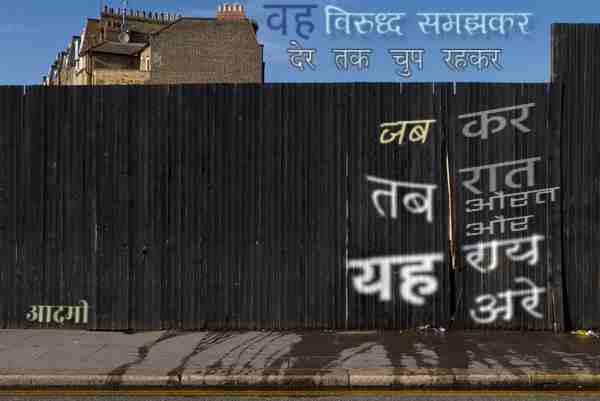 वह विरुध्द समझकर
देर तक चुप रहकर
जब कर
तब रात
औरत
और
यह राय
अरे
आदमी